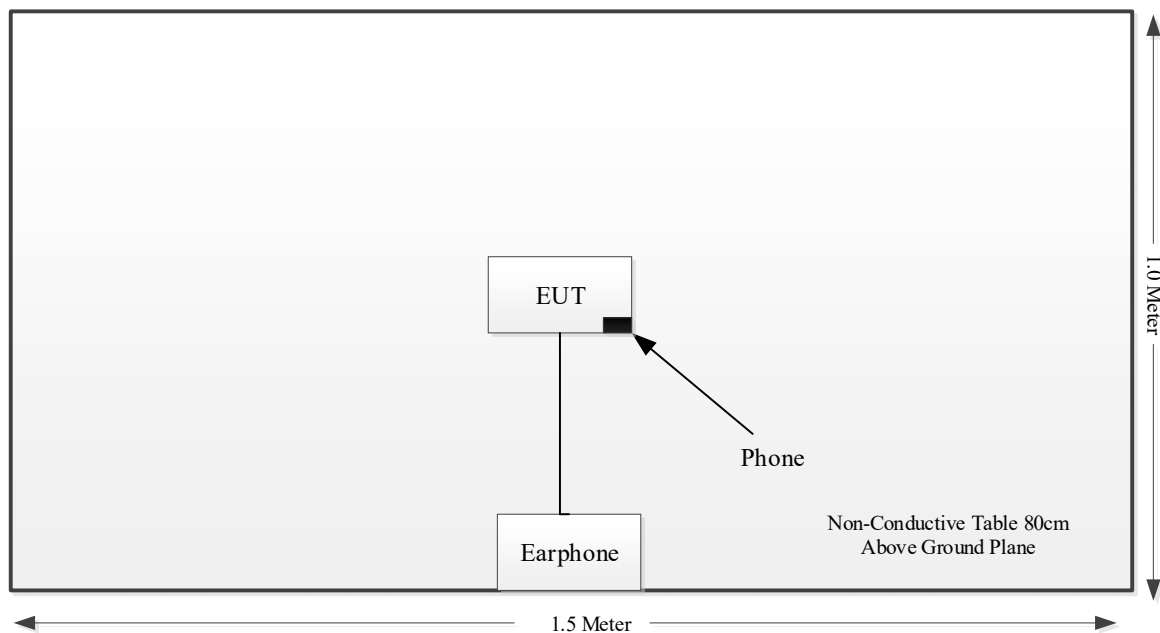 EUT
1.0 Meter
Phone
Non-Conductive Table 80cm
Above Ground Plane
Earphone
1.5 Meter